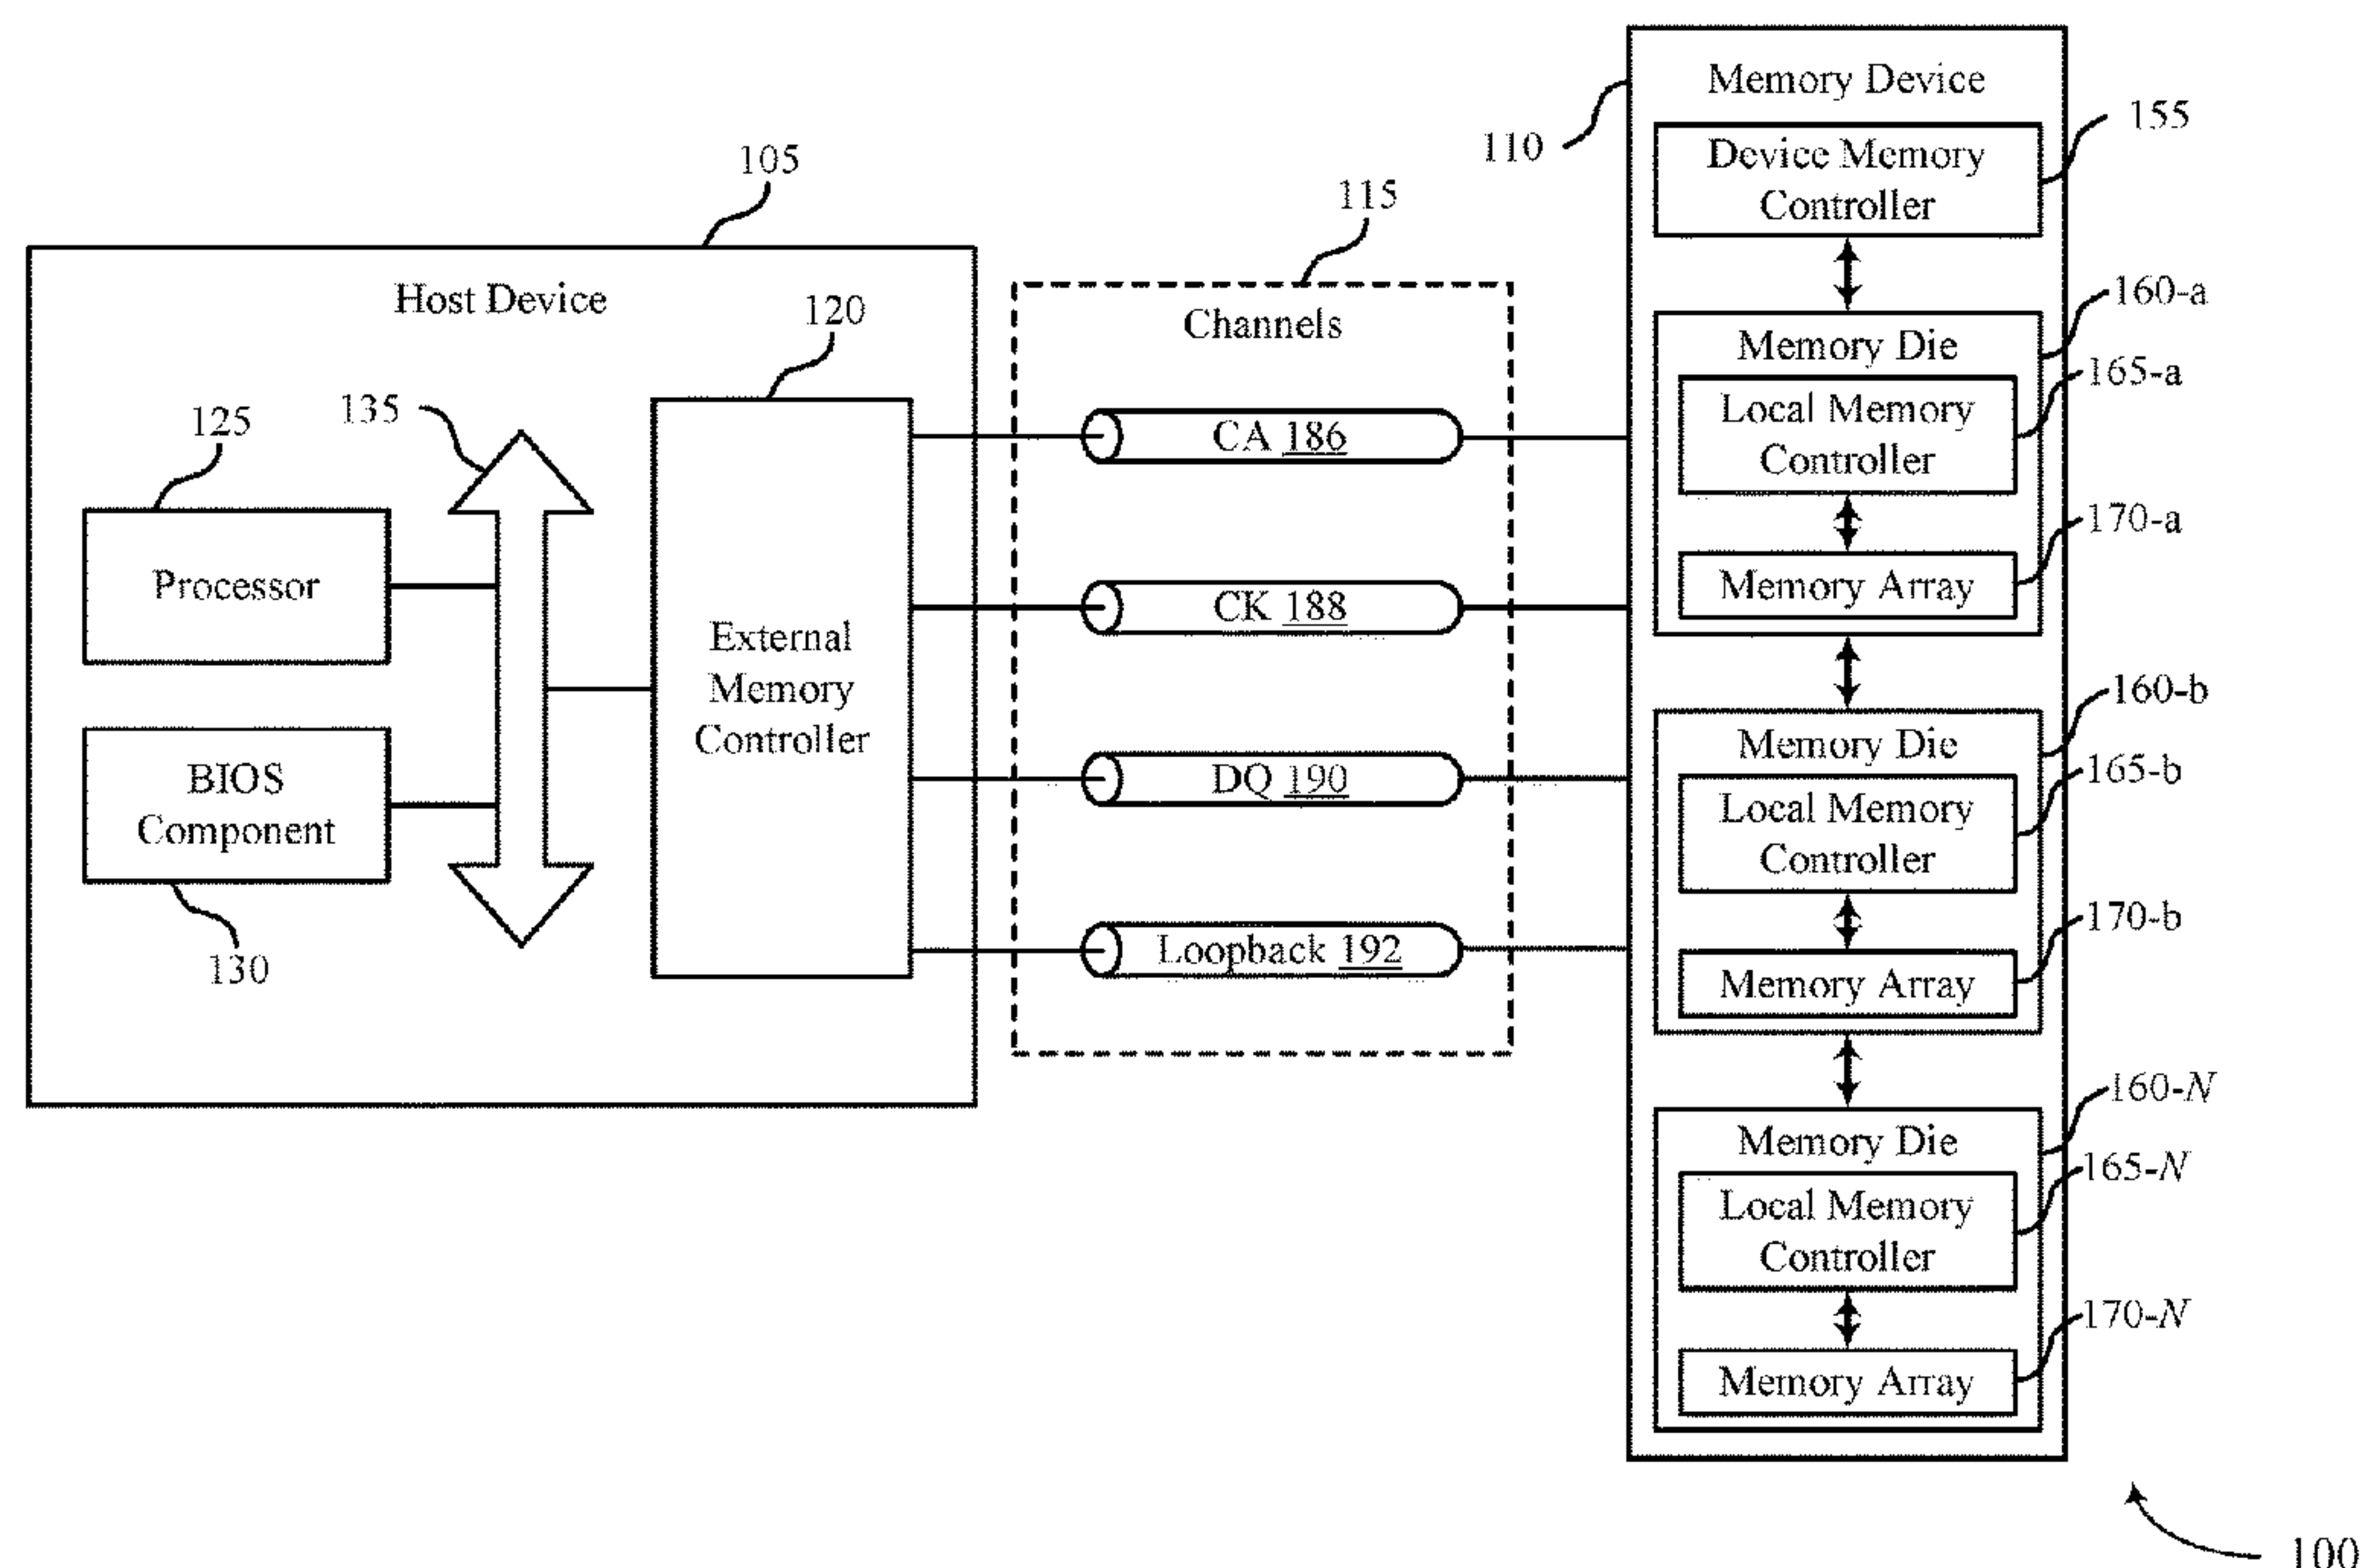 105
Host Device
120
125
135
Processor
BIOS
Component
130
External
Memory
Controller
115
Channels
CA 186
CK 188
DQ 190
Loopback 192
110
Memory Device
155
Device Memory
Controller
160-a
Memory Die
165-a
Local Memory
Controller
170-a
Memory Array
160-b
Memory Die
165-b
Local Memory
Controller
170-b
Memory Array
160-N
Memory Die
165-N
Local Memory
Controller
170-N
Memory Array
100